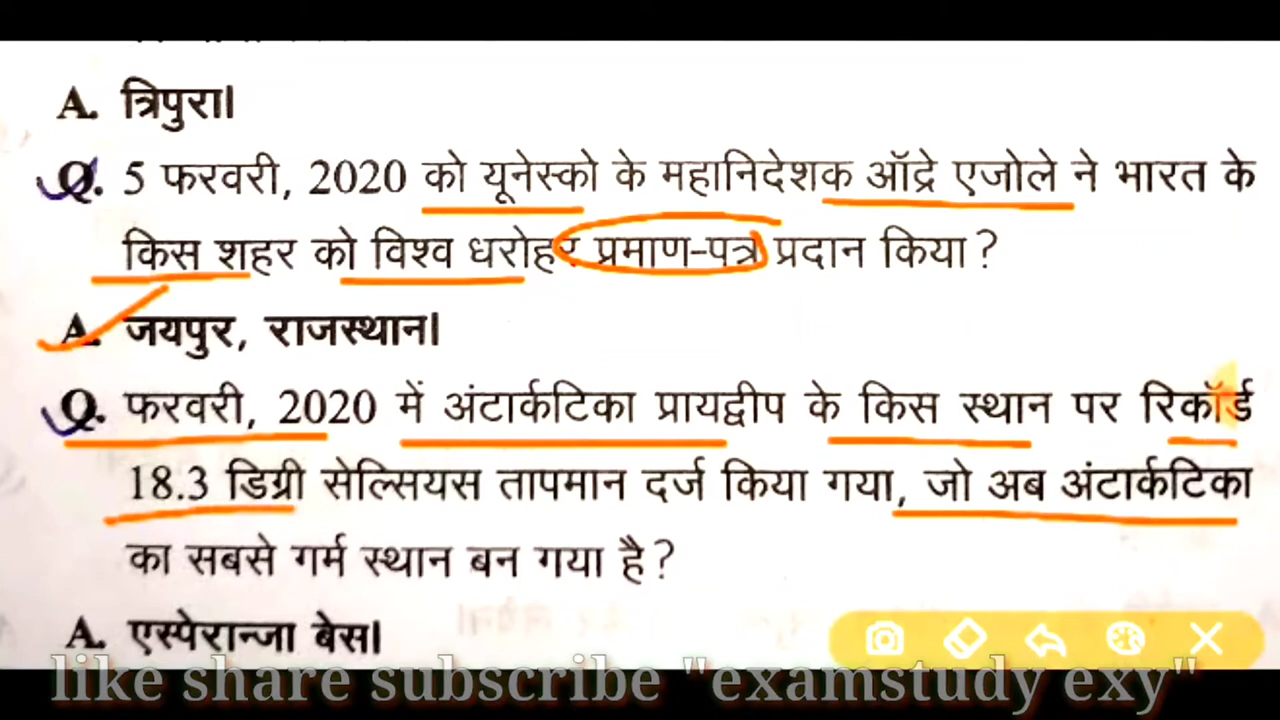 A. त्रिपुरा।
Q. 5 फरवरी, 2020 को यूनेस्को के महानिदेशक ऑद्रे एजोले ने भारत के
किस शहर को विश्व धरोहर प्रमाण-पत्र प्रदान किया?
A. जयपुर, राजस्थान।
Q. फरवरी, 2020 में अंटार्कटिका प्रायद्वीप के किस स्थान पर रिकॉर्ड
18.3 डिग्री सेल्सियस तापमान दर्ज किया गया, जो अब अंटार्कटिका
का सबसे गर्म स्थान बन गया है?
A. एस्पेरान्जा बेस।
like share subscribe "examstudy exy"